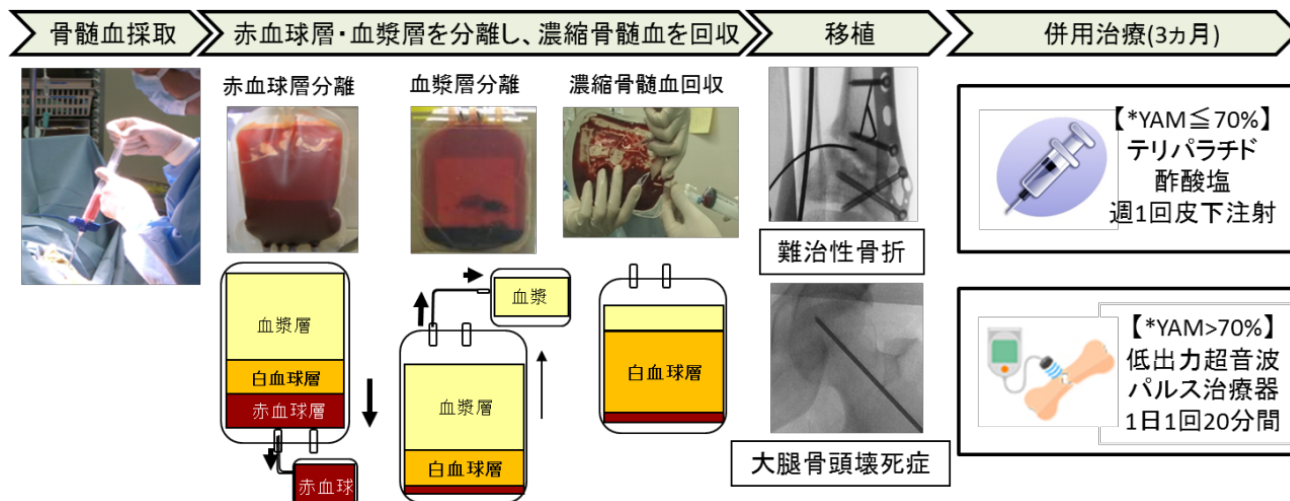 骨髄血採取
赤血球層・血漿層を分離し、濃縮骨髄血を回収
移植
併用治療(3ヵ月)
赤血球層分離
血漿層分離
濃縮骨髄血回収
血漿層
白血球層
赤血球層
赤血球
血漿
血漿層
白血球層
白血球層
難治性骨折
大腿骨頭壊死症
【*YAM≦70%】
テリパラチド
酢酸塩
週1回皮下注射
【*YAM>70%】
低出力超音波
パルス治療器
1日1回20分間